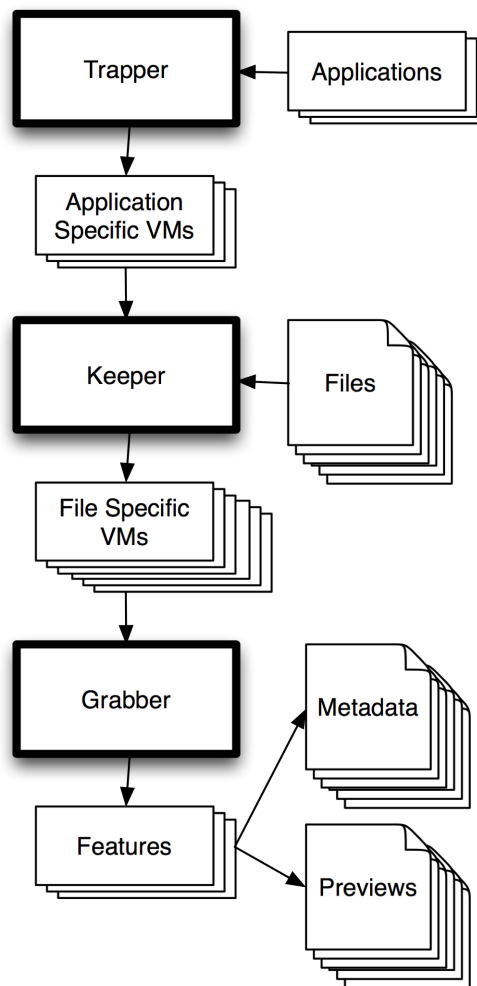 Trapper
Applications
Application
Specific VMs
Keeper
Files
File Specific
VMs
Grabber
Metadata
Features
Previews